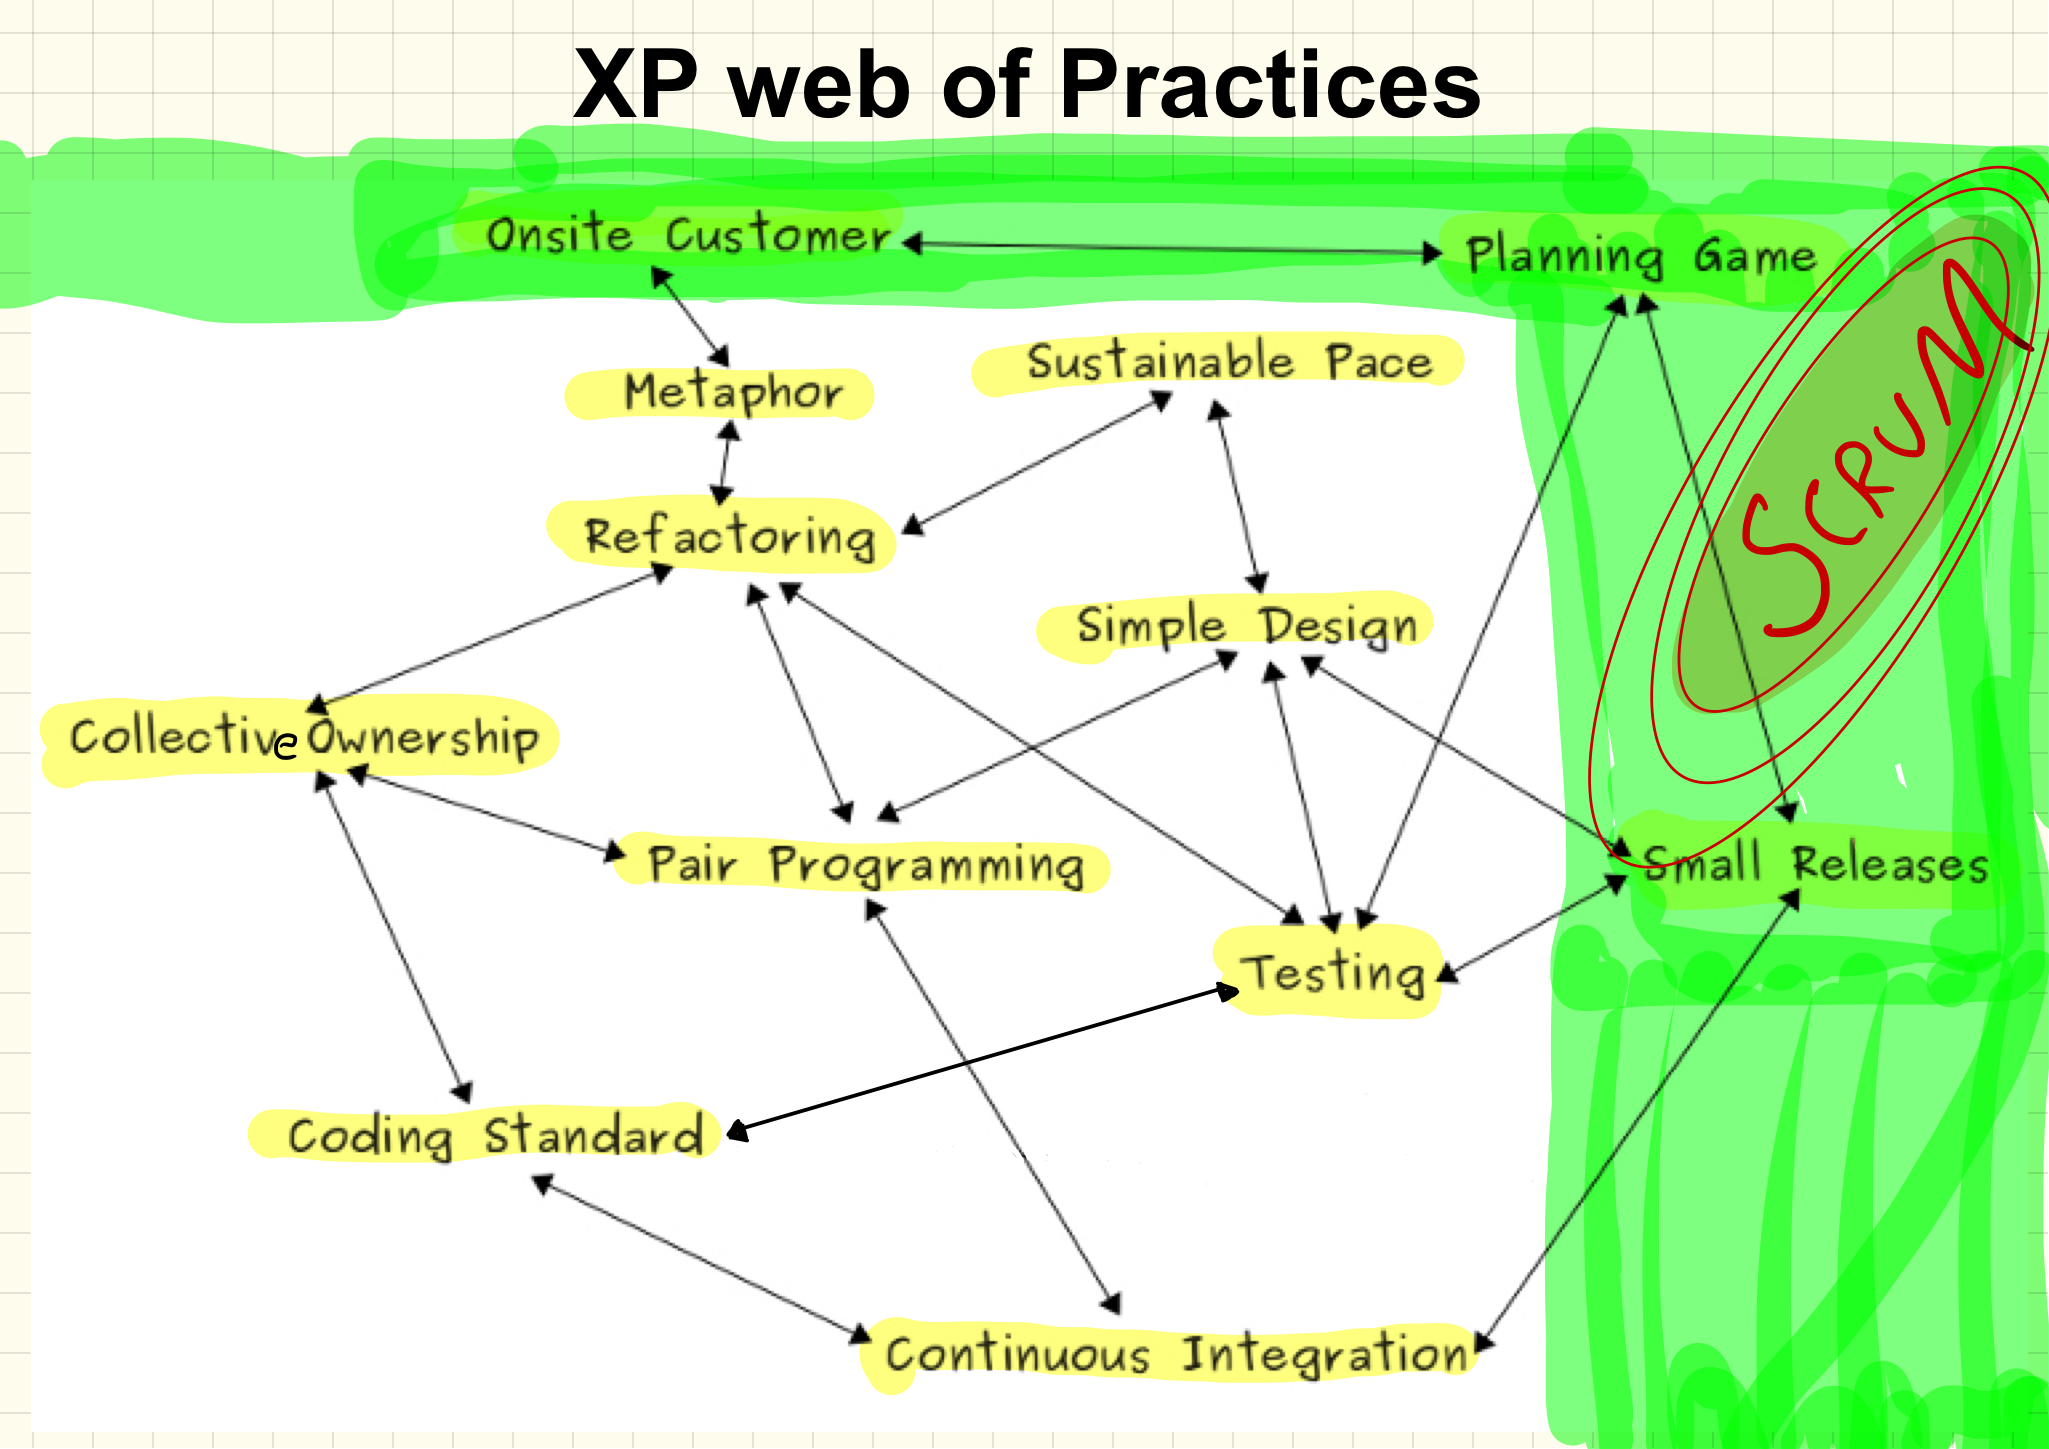 XP web of Practices
Onsite Customer
Planning Game
Sustainable Pace
Metaphor
SCRUM
Refactoring
Simple Design
Collective Ownership
Pair Programming
Small Releases
Testing
Coding Standard
Continuous Integration